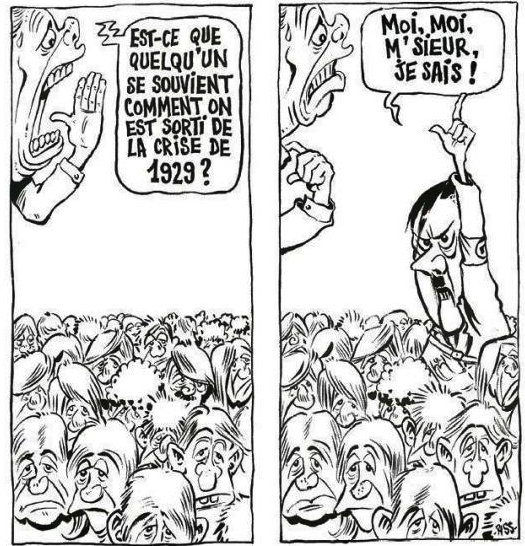 EST-CE QUE
QUELQU'UN
SE SOUVIENT
COMMENT ON
EST SORTI DE
LA CRISE DE
1929 ?
MOI, MOI,
M'SIEUR,
JE SAIS !
RISS